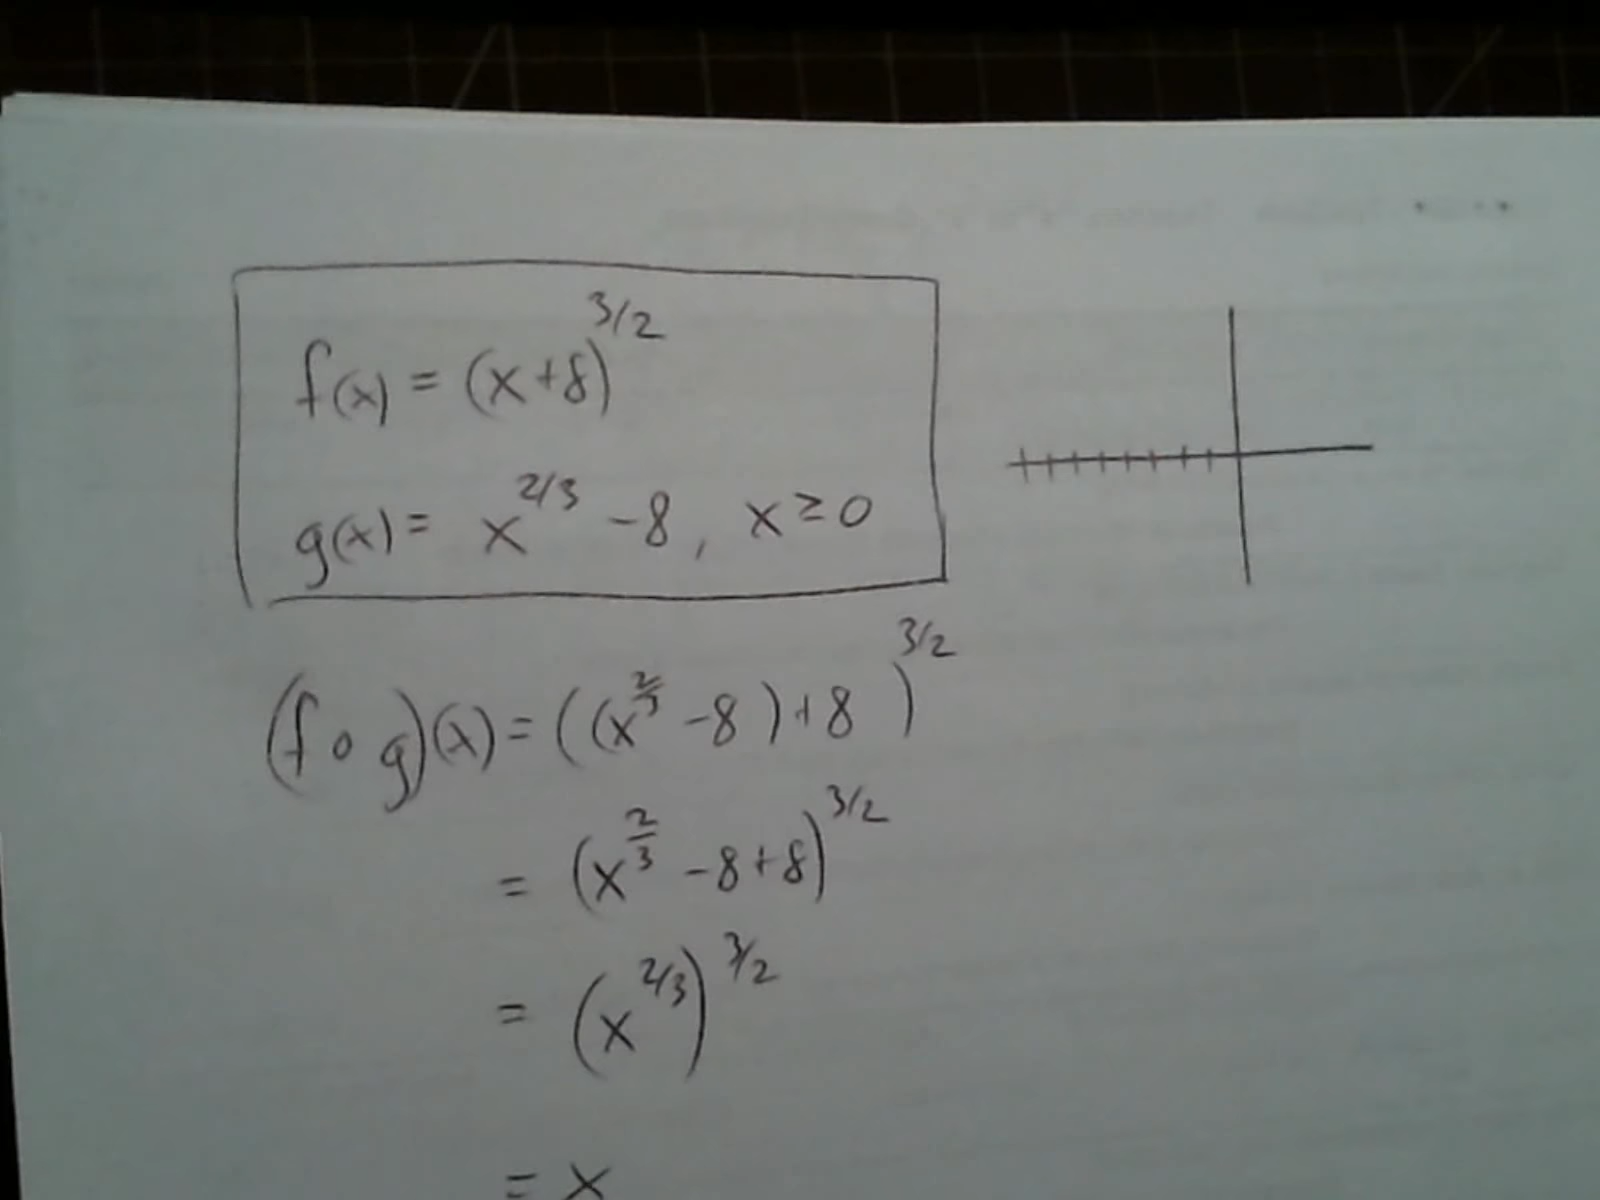 f(x) = (x+8)^3/2
g(x) = x^2/3 -8, x ≥ 0
(f∘g)(x) = ((x^2/3 -8)+8)^3/2
= (x^2/3 -8+8)^3/2
= (x^2/3)^3/2
= x